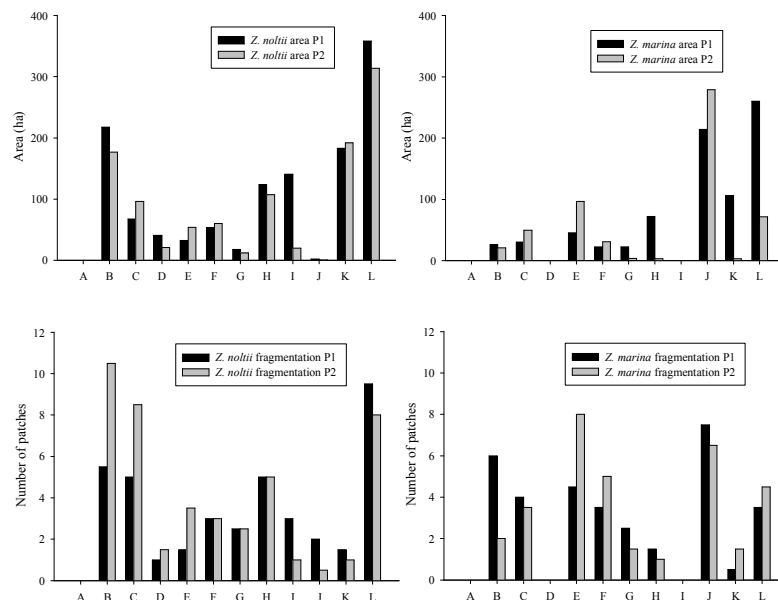 400
300
200
100
0
Area (ha)
Z. noltii area P1
Z. noltii area P2
A B C D E F G H I J K L
400
300
200
100
0
Area (ha)
Z. marina area P1
Z. marina area P2
A B C D E F G H I J K L
12
10
8
6
4
2
0
Number of patches
Z. noltii fragmentation P1
Z. noltii fragmentation P2
A B C D E F G H I J K L
12
10
8
6
4
2
0
Number of patches
Z. marina fragmentation P1
Z. marina fragmentation P2
A B C D E F G H I J K L